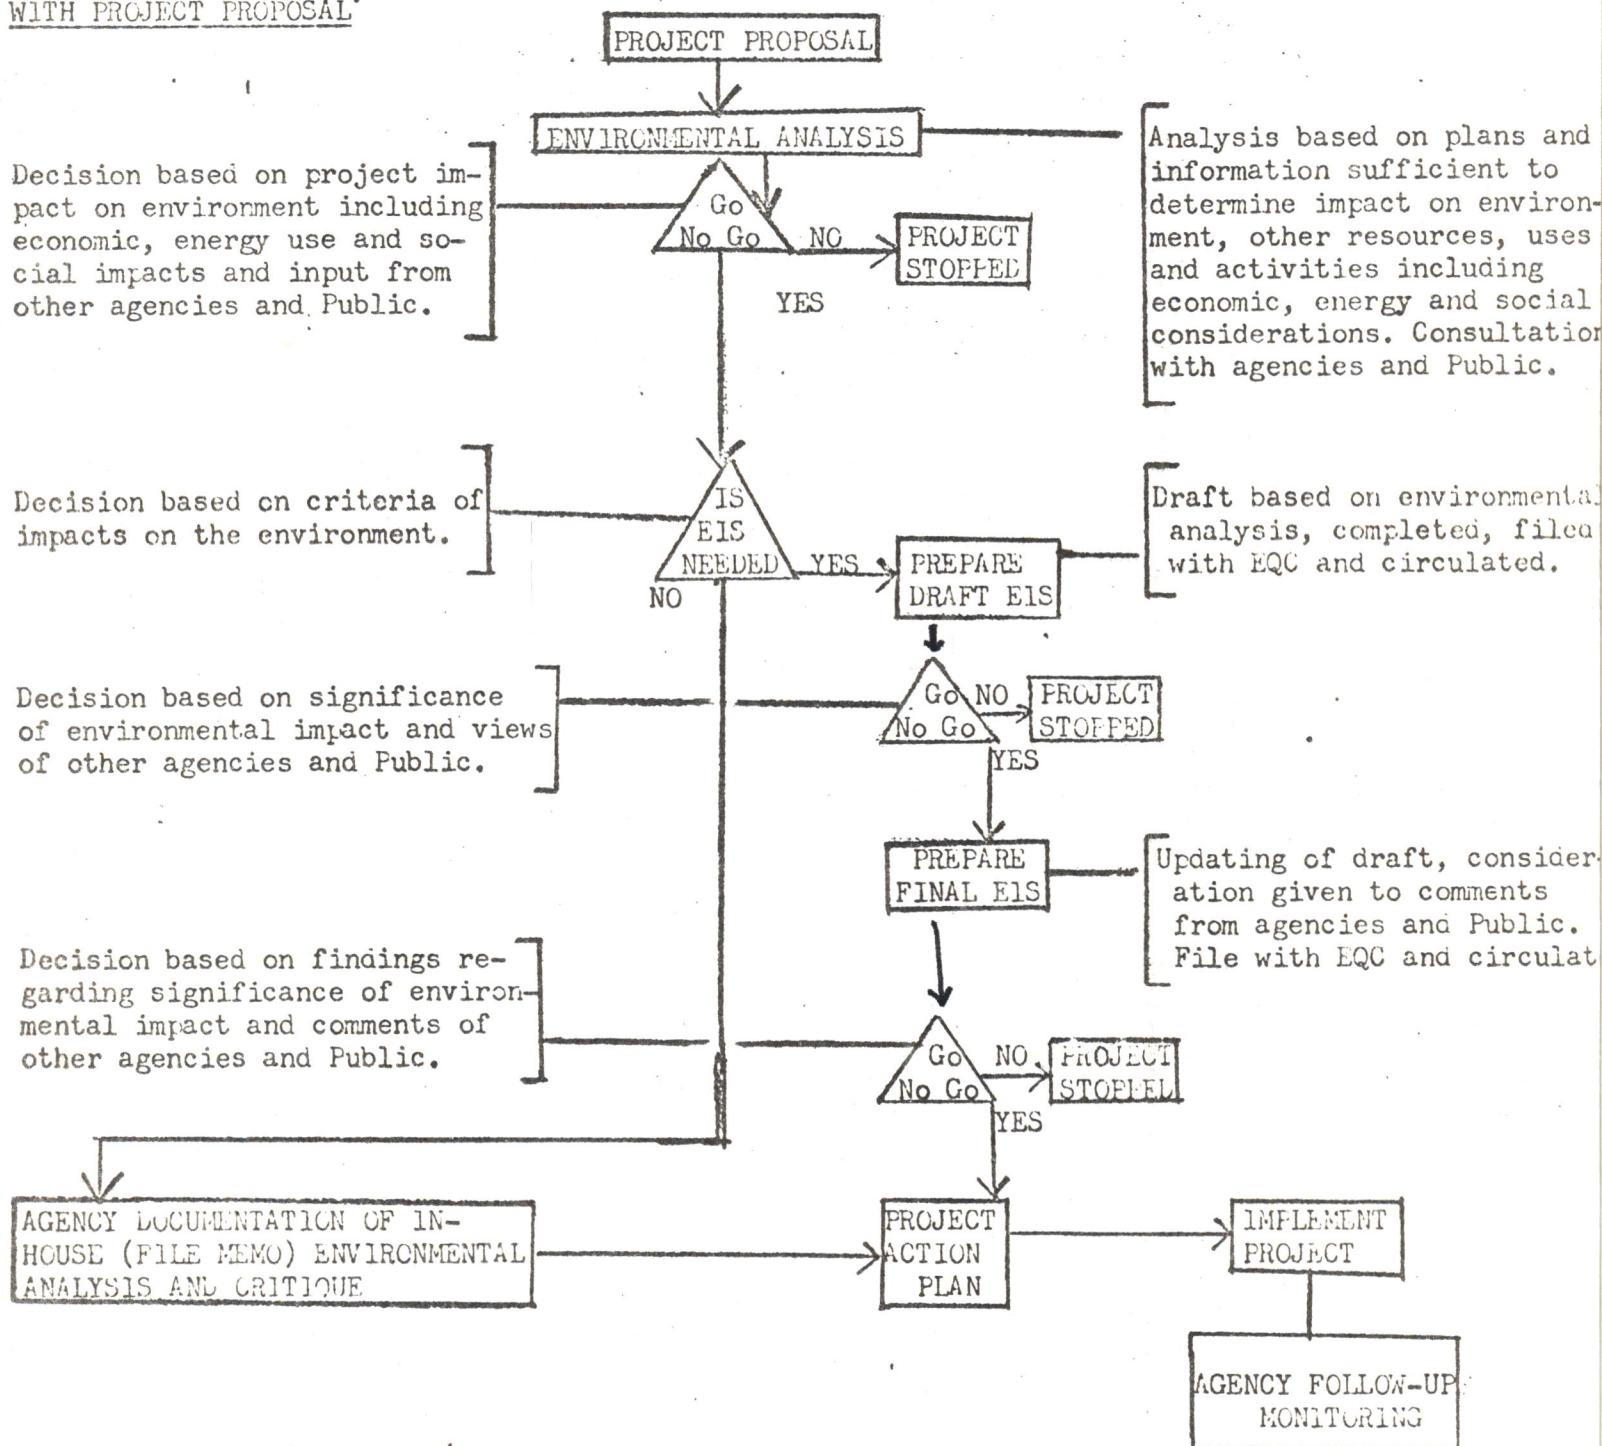 WITH PROJECT PROPOSAL
PROJECT PROPOSAL
ENVIRONMENTAL ANALYSIS
Analysis based on plans and
information sufficient to
determine impact on environ-
ment, other resources, uses
and activities including
economic, energy and social
considerations. Consultation
with agencies and Public.
Decision based on project im-
pact on environment including
economic, energy use and so-
cial impacts and input from
other agencies and Public.
Go
No Go
NO
PROJECT
STOPPED
YES
Decision based on criteria of
impacts on the environment.
IS
EIS
NEEDED
YES
NO
PREPARE
DRAFT EIS
Draft based on environmental
analysis, completed, filed
with EQC and circulated.
Decision based on significance
of environmental impact and views
of other agencies and Public.
Go
No Go
NO
PROJECT
STOPPED
YES
PREPARE
FINAL EIS
Updating of draft, consider-
ation given to comments
from agencies and Public.
File with EQC and circulat
Decision based on findings re-
garding significance of environ-
mental impact and comments of
other agencies and Public.
Go
No Go
NO
PROJECT
STOPPED
YES
AGENCY DOCUMENTATION OF IN-
HOUSE (FILE MEMO) ENVIRONMENTAL
ANALYSIS AND CRITIQUE
PROJECT
ACTION
PLAN
IMPLEMENT
PROJECT
AGENCY FOLLOW-UP
MONITORING